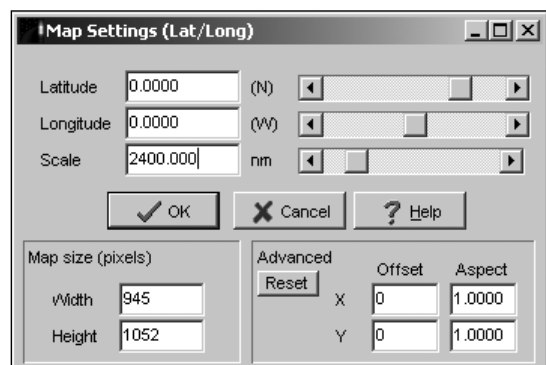 Map Settings (Lat/Long)
Latitude 0.0000 (N)
Longitude 0.0000 (W)
Scale 2400.000 nm
OK Cancel Help
Map size (pixels) Advanced
Offset Aspect
Reset
Width 945 X 0 1.0000
Height 1052 Y 0 1.0000